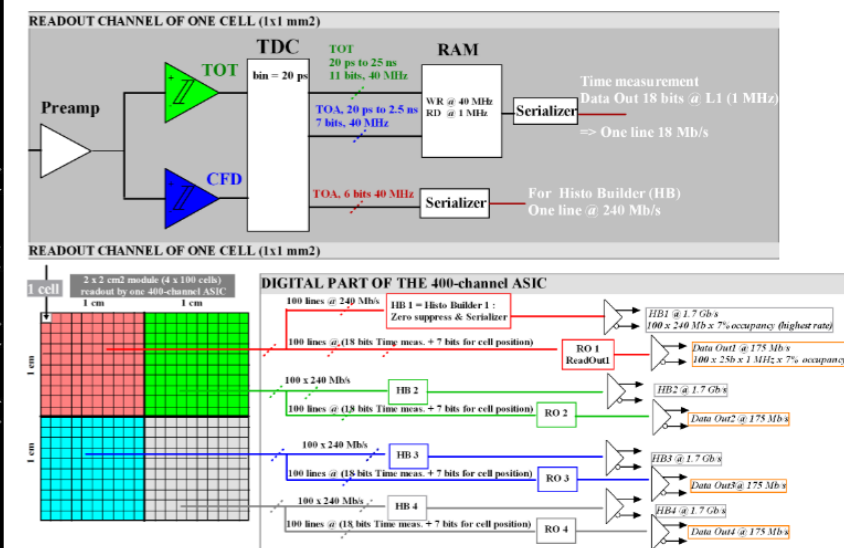 READOUT CHANNEL OF ONE CELL (1x1 mm2)
TDC
bin = 20 ps
TOT
TOT
20 ps to 25 ns
11 bits, 40 MHz
RAM
WR @ 40 MHz
RD @ 1 MHz
Preamp
TOA, 20 ps to 2.5 ns
7 bits, 40 MHz
Serializer
Time measurement
Data Out 18 bits @ L1 (1 MHz)
=> One line 18 Mb/s
CFD
TOA, 6 bits 40 MHz
Serializer
For Histo Builder (HB)
One line @ 240 Mb/s
READOUT CHANNEL OF ONE CELL (1x1 mm2)
1 cell
2 x 2 cm2 module (4 x 100 cells)
readout by one 400-channel ASIC
1 cm
1 cm
1 cm
1 cm
DIGITAL PART OF THE 400-channel ASIC
100 lines @ 240 Mb/s
HB 1 = Histo Builder 1 :
Zero suppress & Serializer
HB1 @ 1.7 Gb/s
100 x 240 Mb x 7% occupancy (highest rate)
100 lines @ (18 bits Time meas. + 7 bits for cell position)
RO 1
ReadOut1
Data Out1 @ 175 Mb/s
100 x 25b x 1 MHz x 7% occupancy
100 x 240 Mb/s
HB 2
HB2 @ 1.7 Gb/s
100 lines @ (18 bits Time meas. + 7 bits for cell position)
RO 2
Data Out2 @ 175 Mb/s
100 x 240 Mb/s
HB 3
HB3 @ 1.7 Gb/s
100 lines @ (18 bits Time meas. + 7 bits for cell position)
RO 3
Data Out3@ 175 Mb/s
100 x 240 Mb/s
HB 4
HB4 @ 1.7 Gb/s
100 lines @ (18 bits Time meas. + 7 bits for cell position)
RO 4
Data Out4 @ 175 Mb/s